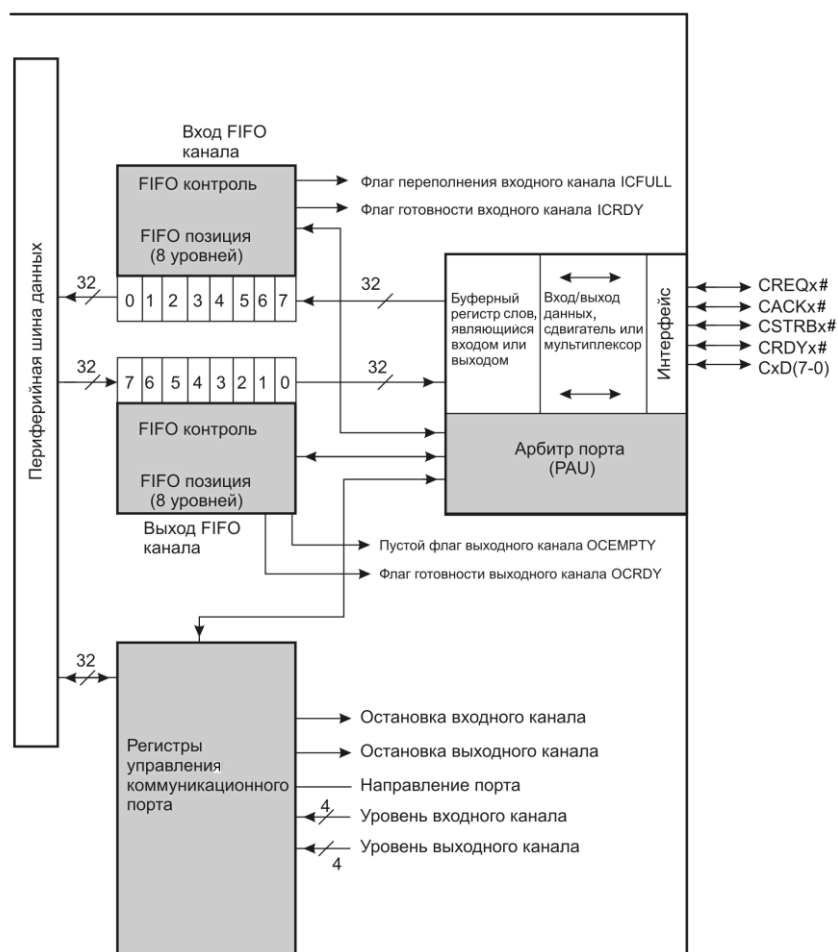 Периферийная шина данных
Вход FIFO
канала
FIFO контроль
FIFO позиция
(8 уровней)
Флаг переполнения входного канала ICFULL
Флаг готовности входного канала ICRDY
32
0 1 2 3 4 5 6 7
32
32
7 6 5 4 3 2 1 0
32
FIFO контроль
FIFO позиция
(8 уровней)
Выход FIFO
канала
Буферный
регистр слов,
являющийся
входом или
выходом
Вход/выход
данных,
сдвигатель или
мультиплексор
Интерфейс
Арбитр порта
(PAU)
CREQx#
CACKx#
CSTRBx#
CRDYx#
CxD(7-0)
Пустой флаг выходного канала OCEMPTY
Флаг готовности выходного канала OCRDY
32
Регистры
управления
коммуникационного
порта
Остановка входного канала
Остановка выходного канала
Направление порта
4
Уровень входного канала
Уровень выходного канала
4